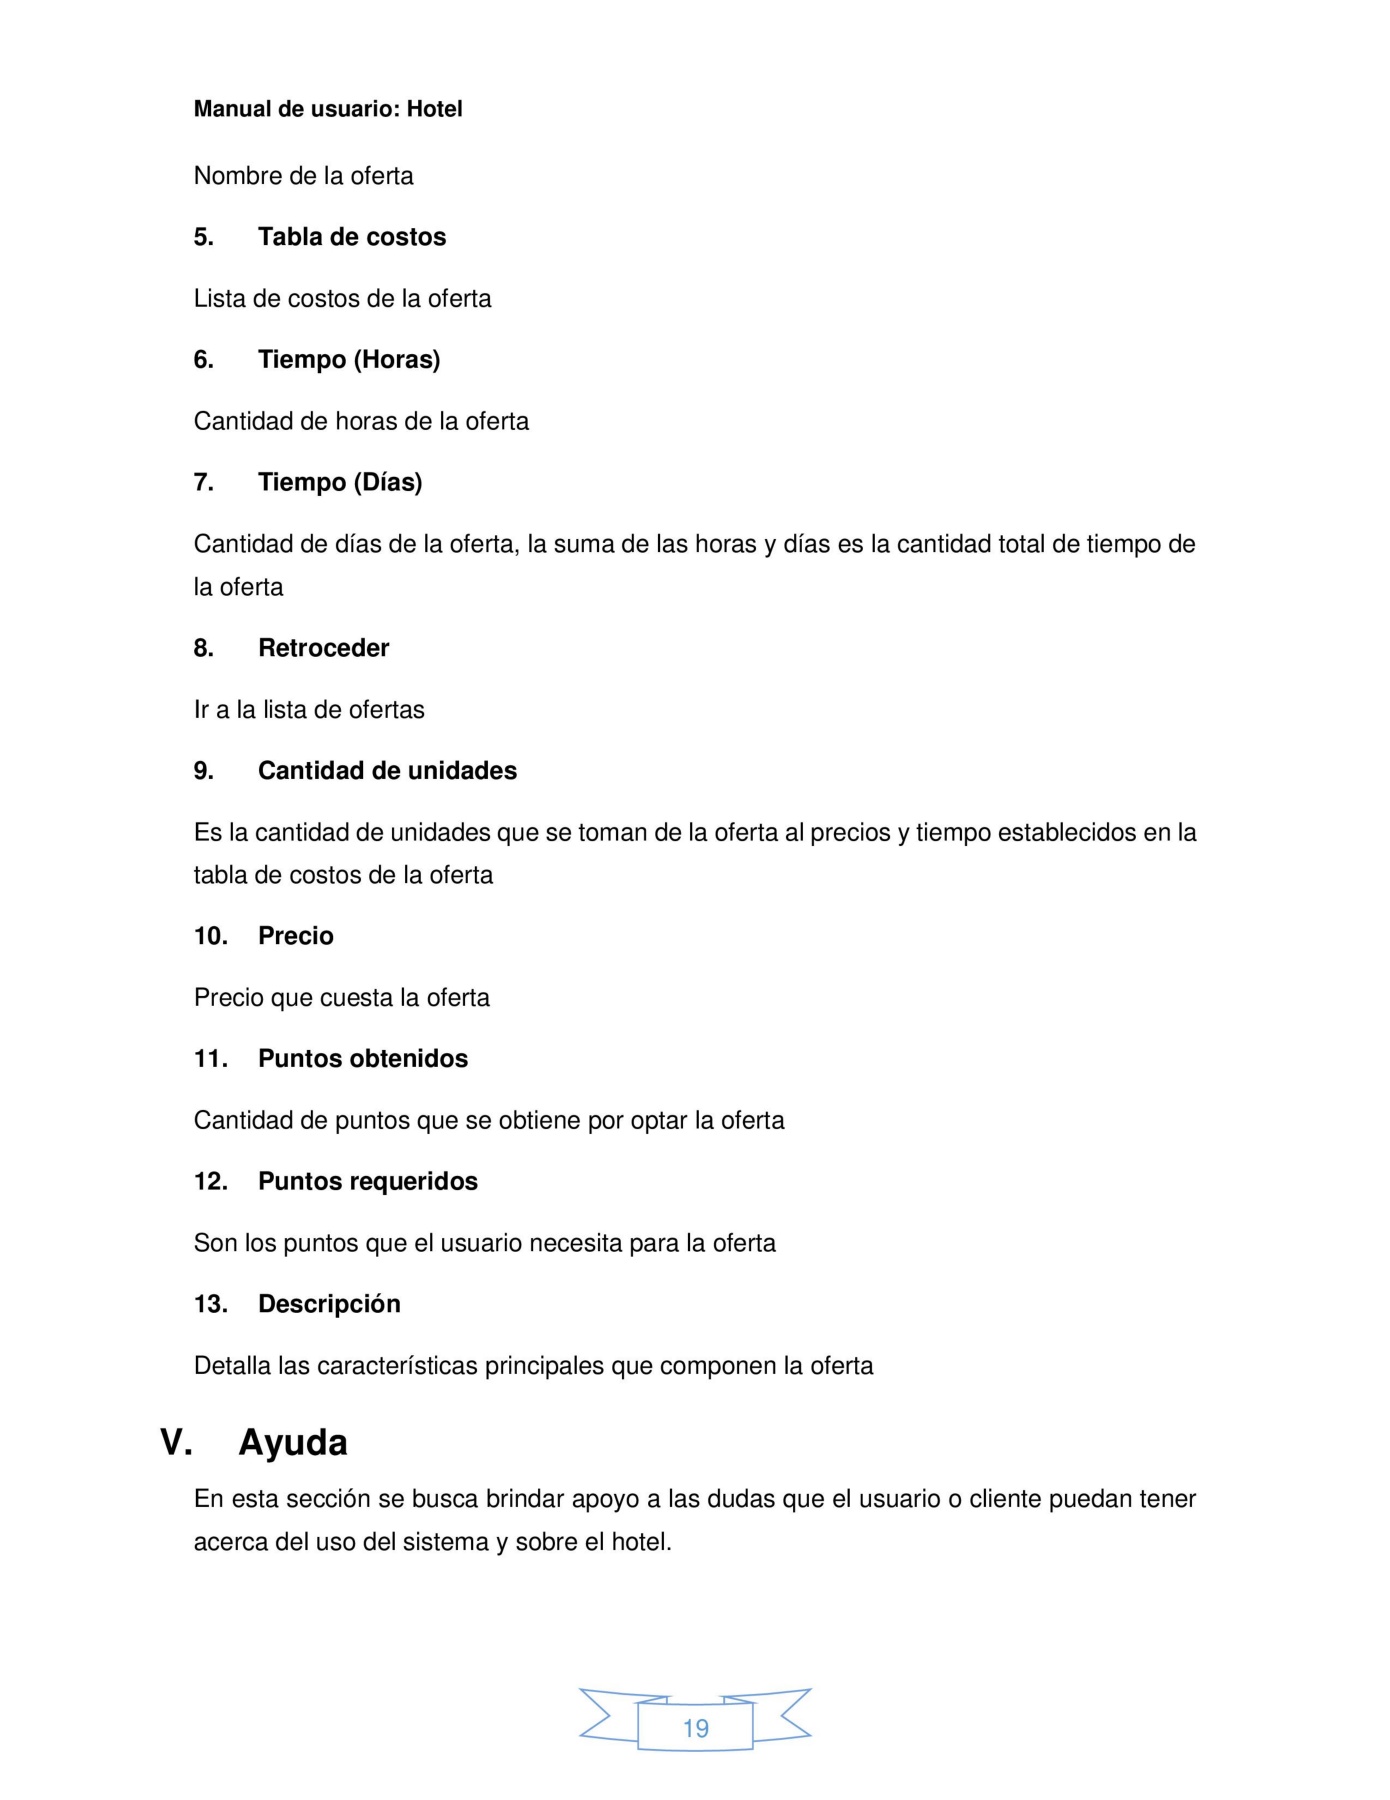 Manual de usuario: Hotel
Nombre de la oferta
5. Tabla de costos
Lista de costos de la oferta
6. Tiempo (Horas)
Cantidad de horas de la oferta
7. Tiempo (Días)
Cantidad de días de la oferta, la suma de las horas y días es la cantidad total de tiempo de
la oferta
8. Retroceder
Ir a la lista de ofertas
9. Cantidad de unidades
Es la cantidad de unidades que se toman de la oferta al precios y tiempo establecidos en la
tabla de costos de la oferta
10. Precio
Precio que cuesta la oferta
11. Puntos obtenidos
Cantidad de puntos que se obtiene por optar la oferta
12. Puntos requeridos
Son los puntos que el usuario necesita para la oferta
13. Descripción
Detalla las características principales que componen la oferta
V. Ayuda
En esta sección se busca brindar apoyo a las dudas que el usuario o cliente puedan tener
acerca del uso del sistema y sobre el hotel.
19